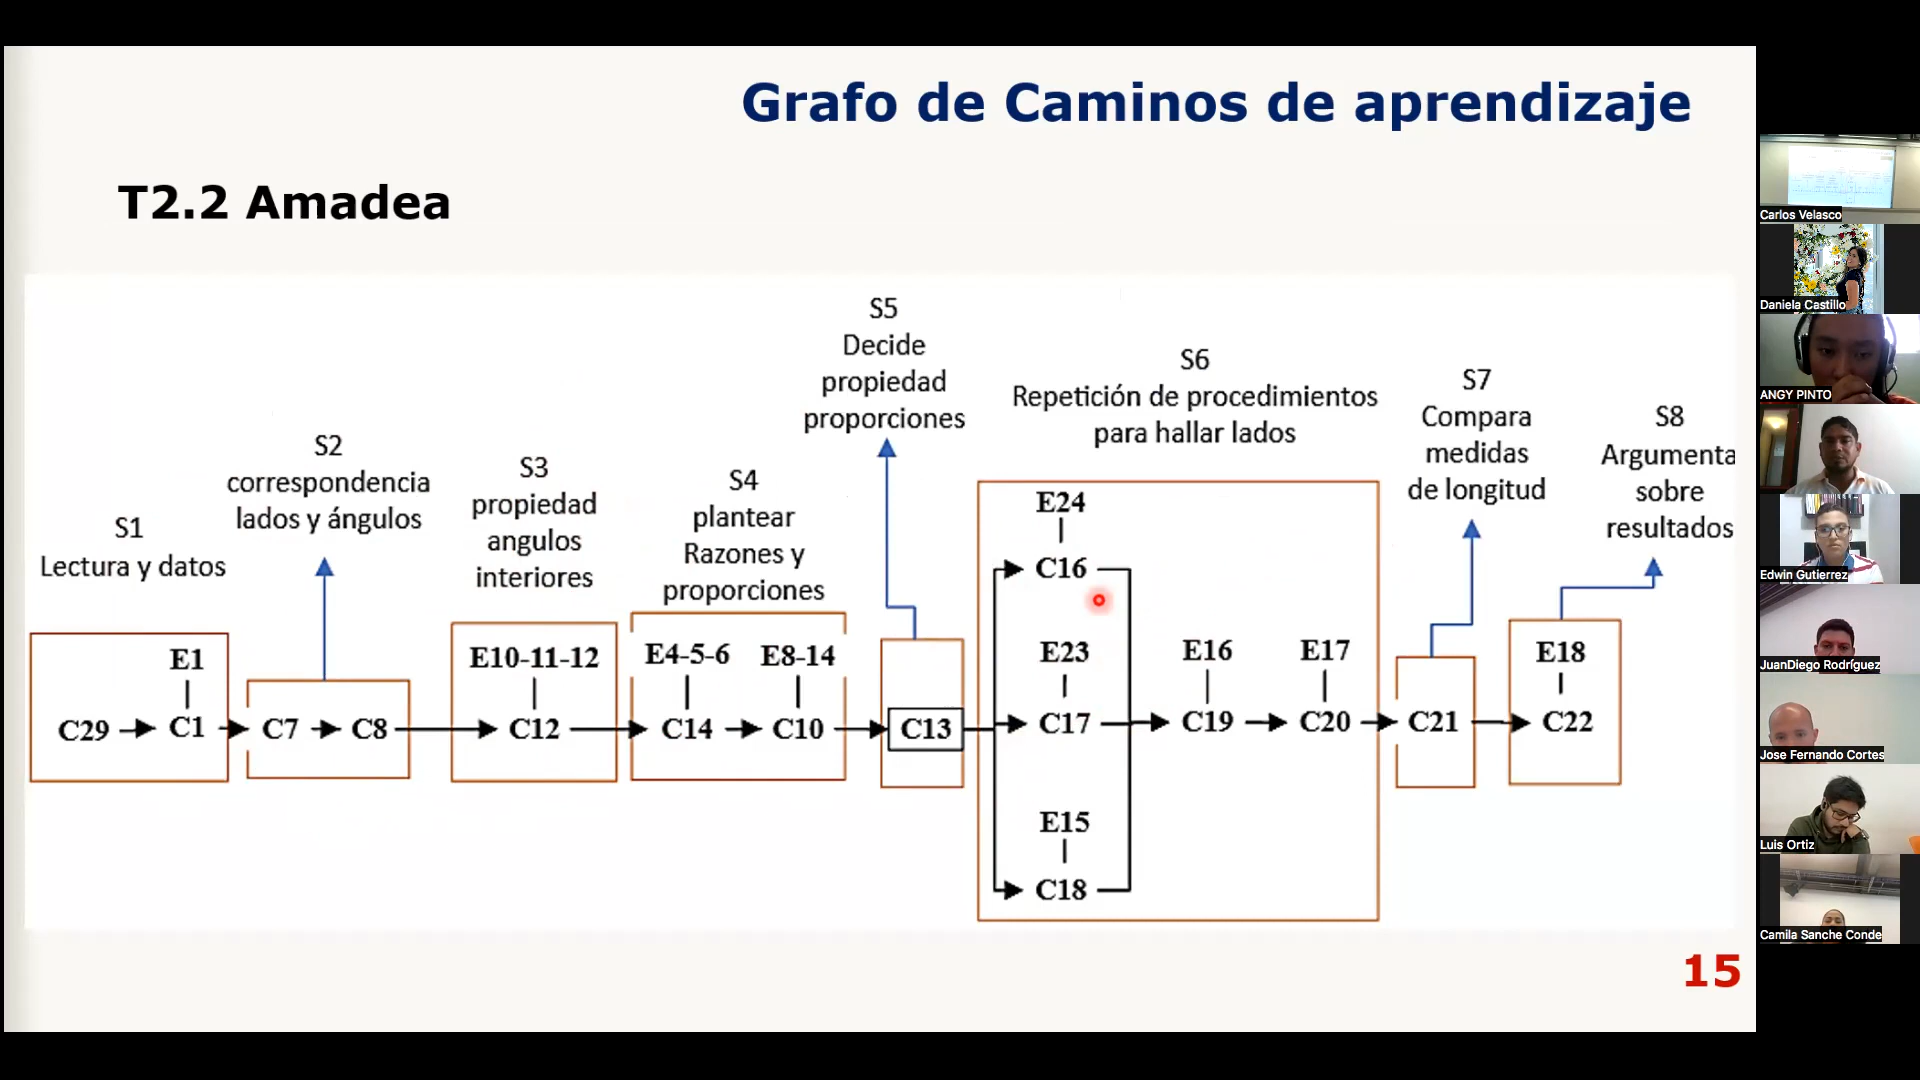 Grafo de Caminos de aprendizaje
T2.2 Amadea
S1
Lectura y datos
S2
correspondencia
lados y ángulos
S3
propiedad
angulos
interiores
S4
plantear
Razones y
proporciones
S5
Decide
propiedad
proporciones
S6
Repetición de procedimientos
para hallar lados
S7
Compara
medidas
de longitud
S8
Argumenta
sobre
resultados
E1
C29
C1
C7
C8
E10-11-12
C12
E4-5-6
C14
E8-14
C10
C13
E24
C16
E23
C17
E15
C18
E16
C19
E17
C20
C21
E18
C22
15
Carlos Velasco
Daniela Castillo
ANGY PINTO
Edwin Gutierrez
JuanDiego Rodríguez
Jose Fernando Cortes
Luis Ortiz
Camila Sanche Conde